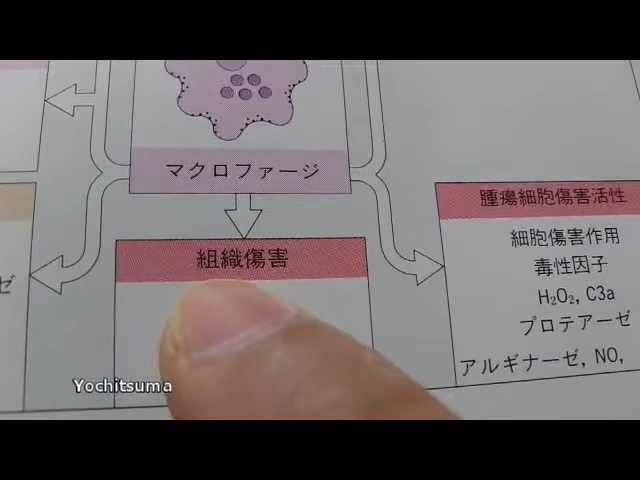 マクロファージ
組織傷害
ゼ
腫瘍細胞傷害活性
細胞傷害作用
毒性因子
H₂O₂, C3a
プロテアーゼ
アルギナーゼ, NO,
Yochitsuma